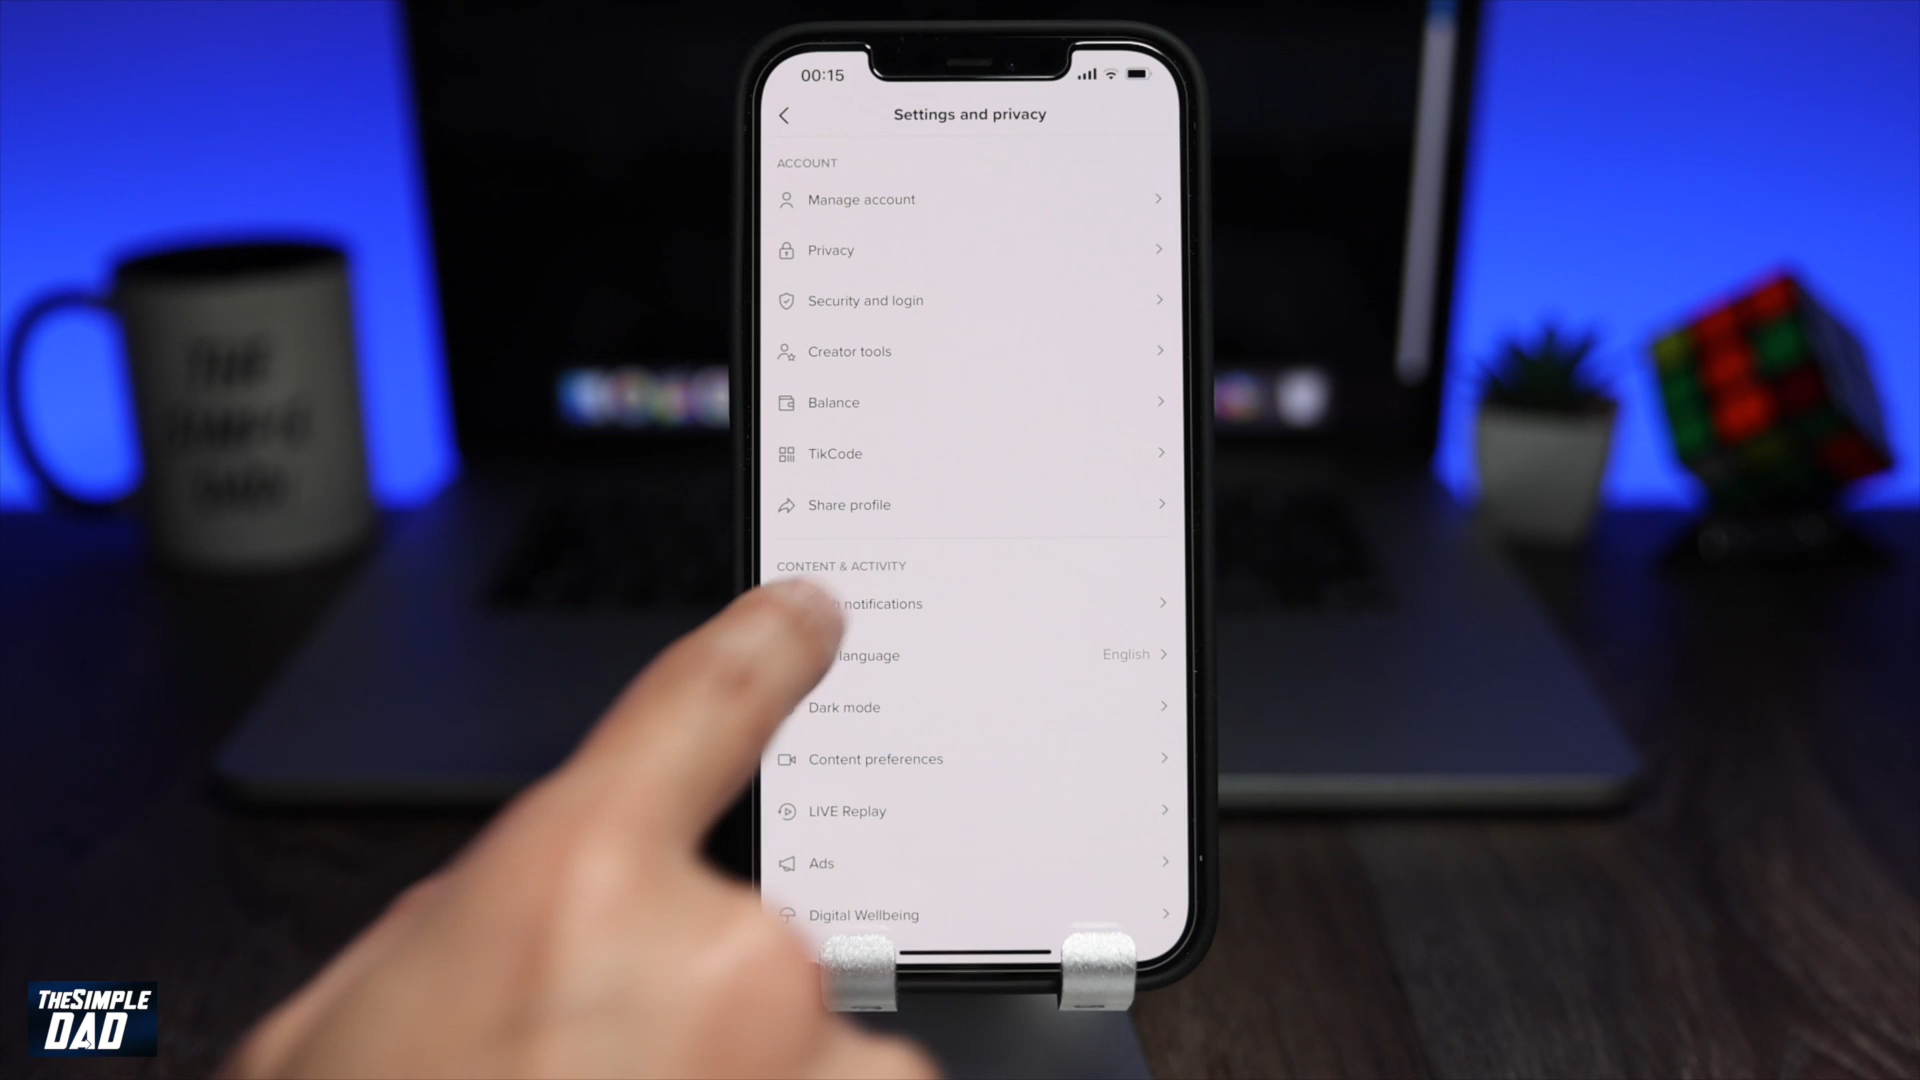 00:15
Settings and privacy
ACCOUNT
Manage account
Privacy
Security and login
Creator tools
Balance
TikCode
Share profile
CONTENT & ACTIVITY
notifications
language
English
Dark mode
Content preferences
LIVE Replay
Ads
Digital Wellbeing
THE
THESIMPLE
DAD